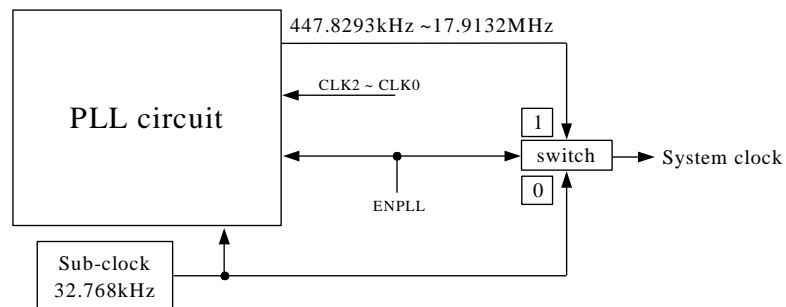 447.8293kHz ~17.9132MHz
CLK2 ~ CLK0
PLL circuit
1
switch
System clock
0
ENPLL
Sub-clock
32.768kHz